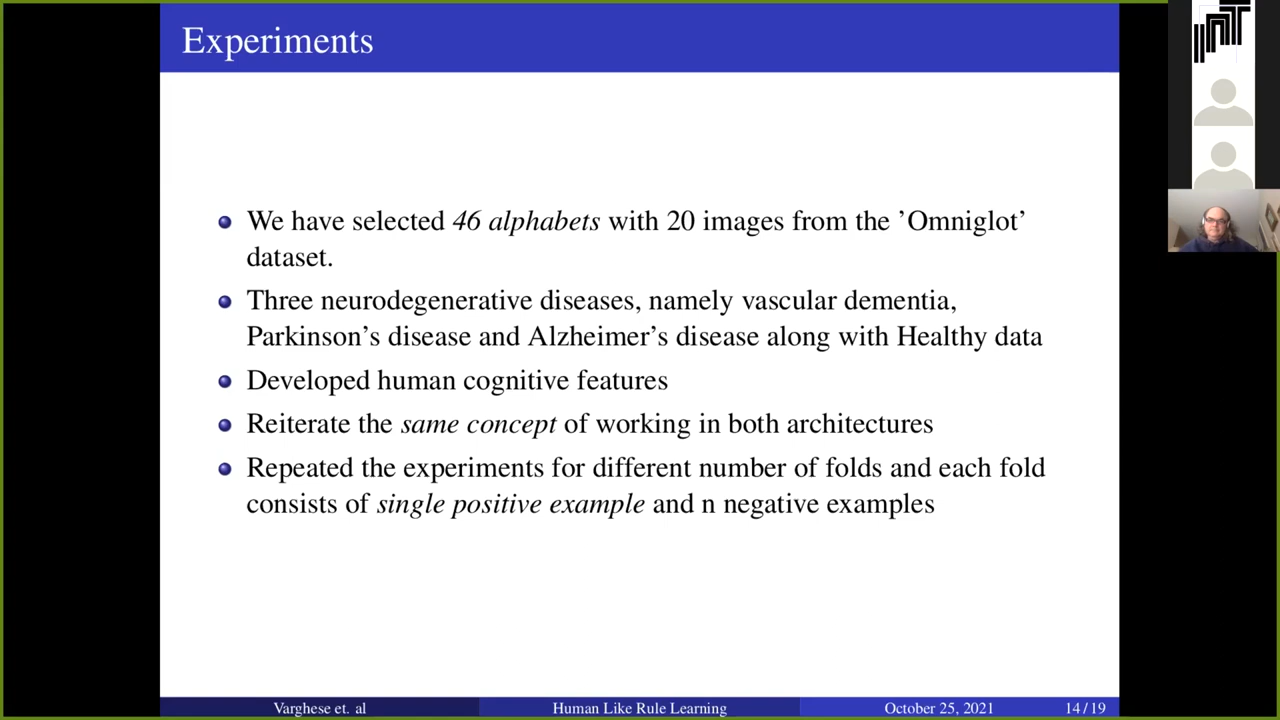 Experiments
We have selected 46 alphabets with 20 images from the ’Omniglot’
dataset.
Three neurodegenerative diseases, namely vascular dementia,
Parkinson’s disease and Alzheimer’s disease along with Healthy data
Developed human cognitive features
Reiterate the same concept of working in both architectures
Repeated the experiments for different number of folds and each fold
consists of single positive example and n negative examples
Varghese et. al
Human Like Rule Learning
October 25, 2021
14 / 19